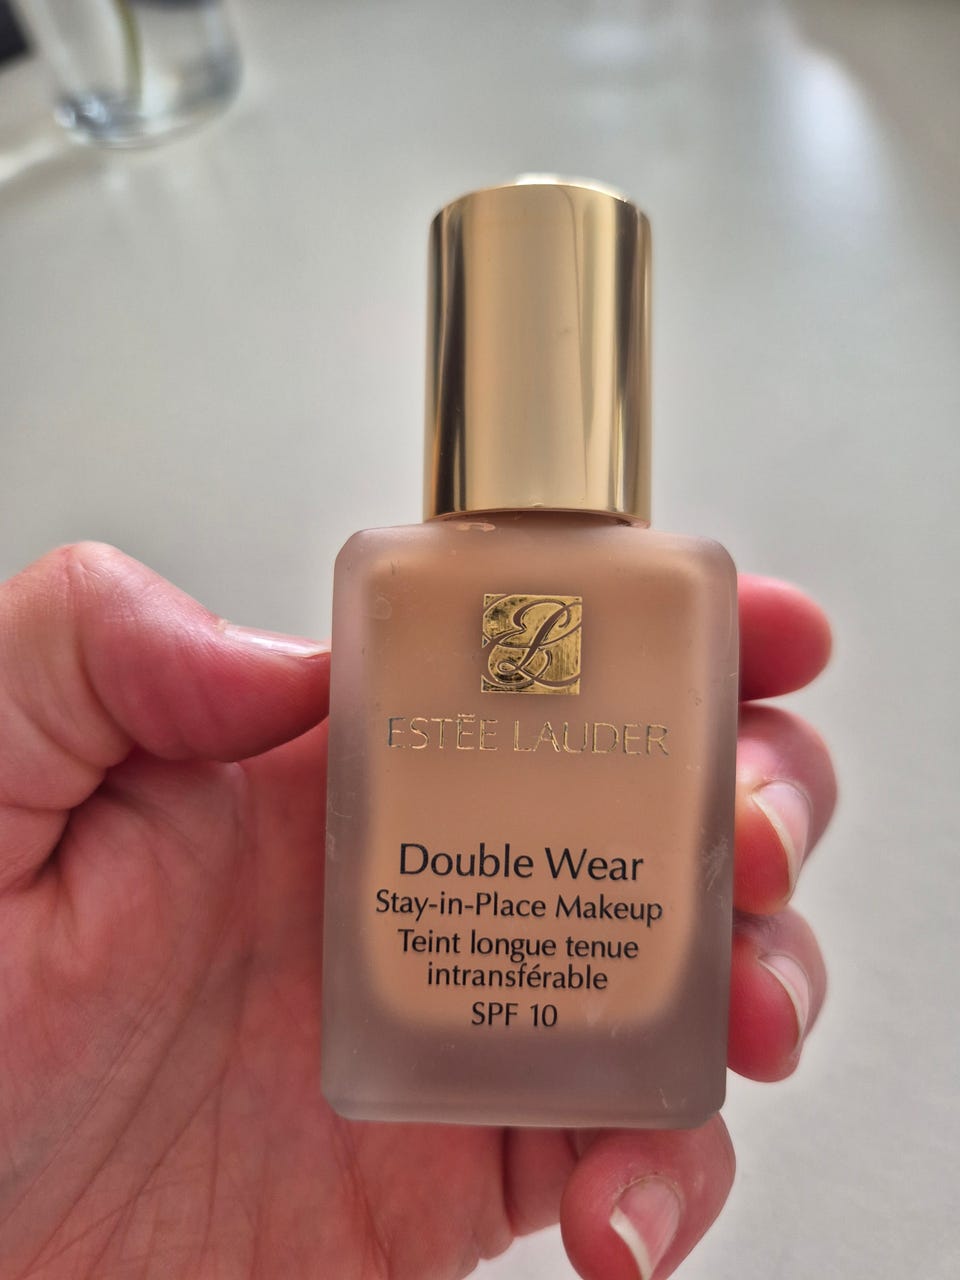 ESTĒE LAUDER
Double Wear
Stay-in-Place Makeup
Teint longue tenue
intransférable
SPF 10